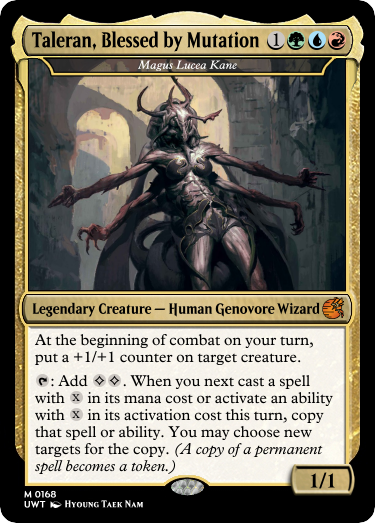 Taleran, Blessed by Mutation 1
Magus Lucea Kane
Legendary Creature — Human Genovore Wizard
At the beginning of combat on your turn,
put a +1/+1 counter on target creature.
: Add . When you next cast a spell
with X in its mana cost or activate an ability
with X in its activation cost this turn, copy
that spell or ability. You may choose new
targets for the copy. (A copy of a permanent
spell becomes a token.)
1/1
M 0168
UWT Hyoung Taek Nam